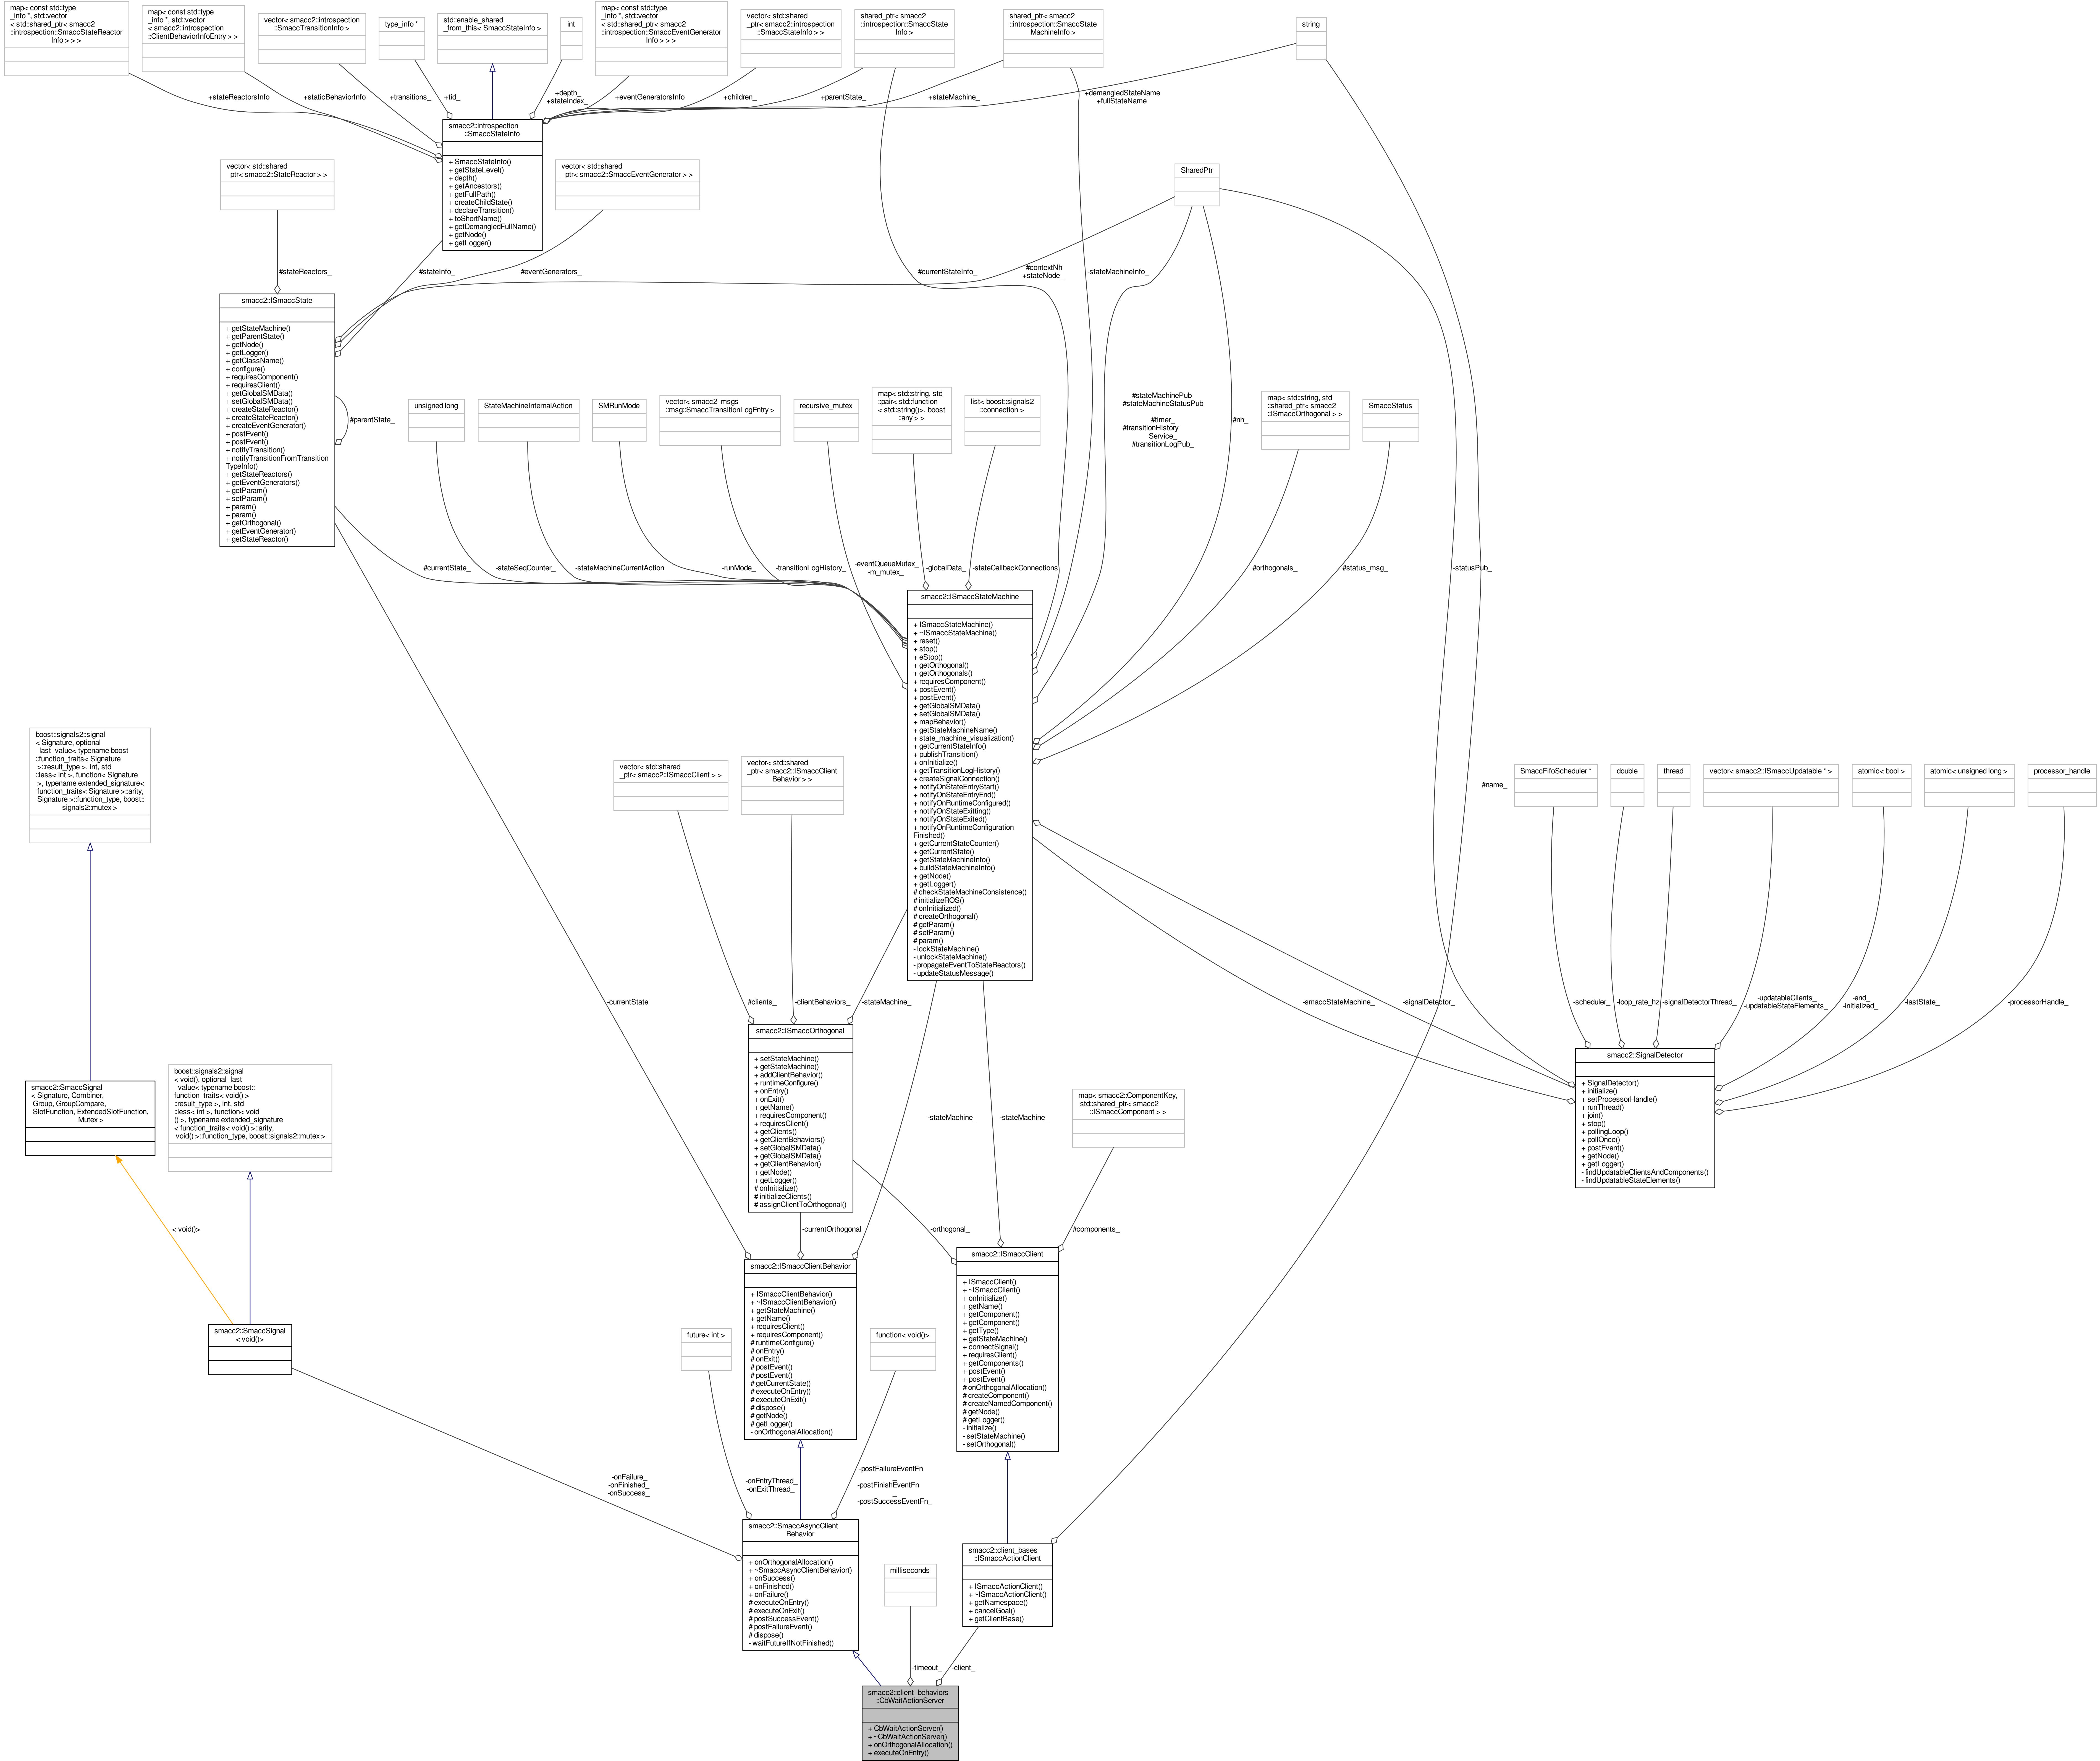 map< const std::type
_info *, std::vector
< std::shared_ptr< smacc2
::introspection::SmaccStateReactor
Info > > >
map< const std::type
_info *, std::vector
< smacc2::introspection
::ClientBehaviorInfoEntry > >
vector< smacc2::introspection
::SmaccTransitionInfo >
type_info *
std::enable_shared
_from_this< SmaccStateInfo >
int
map< const std::type
_info *, std::vector
< std::shared_ptr< smacc2
::introspection::SmaccEventGenerator
Info > > >
vector< std::shared
_ptr< smacc2::introspection
::SmaccStateInfo > >
shared_ptr< smacc2
::introspection::SmaccState
Info >
shared_ptr< smacc2
::introspection::SmaccState
MachineInfo >
string
+stateReactorsInfo
+staticBehaviorInfo
+transitions_
+tid_
+depth_
+stateIndex_
+eventGeneratorsInfo
+children_
+parentState_
+stateMachine_
+demangledStateName
+fullStateName
smacc2::introspection
::SmaccStateInfo
+ SmaccStateInfo()
+ getStateLevel()
+ depth()
+ getAncestors()
+ getFullPath()
+ createChildState()
+ declareTransition()
+ toShortName()
+ getDemangledFullName()
+ getNode()
+ getLogger()
vector< std::shared
_ptr< smacc2::StateReactor > >
vector< std::shared
_ptr< smacc2::SmaccEventGenerator > >
SharedPtr
#stateReactors_
#stateInfo_
#eventGenerators_
#currentStateInfo_
#contextNh
+stateNode_
-stateMachineInfo_
smacc2::ISmaccState
+ getStateMachine()
+ getParentState()
+ getNode()
+ getLogger()
+ getClassName()
+ configure()
+ requiresComponent()
+ requiresClient()
+ getGlobalSMData()
+ setGlobalSMData()
+ createStateReactor()
+ createStateReactor()
+ createEventGenerator()
+ postEvent()
+ postEvent()
+ notifyTransition()
+ notifyTransitionFromTransition
TypeInfo()
+ getStateReactors()
+ getEventGenerators()
+ getParam()
+ setParam()
+ param()
+ param()
+ getOrthogonal()
+ getEventGenerator()
+ getStateReactor()
#parentState_
unsigned long
StateMachineInternalAction
SMRunMode
vector< smacc2_msgs
::msg::SmaccTransitionLogEntry >
recursive_mutex
map< std::string, std
::pair< std::function
< std::string()>, boost
::any > >
list< boost::signals2
::connection >
#stateMachinePub_
#stateMachineStatusPub
_
#timer_
#transitionHistory
Service_
#transitionLogPub_
#nh_
map< std::string, std
::shared_ptr< smacc2
::ISmaccOrthogonal > >
SmaccStatus
#currentState_
-stateSeqCounter_
-stateMachineCurrentAction
-runMode_
-transitionLogHistory_
-eventQueueMutex_
-m_mutex_
-globalData_
-stateCallbackConnections
#orthogonals_
#status_msg_
-statusPub_
smacc2::ISmaccStateMachine
+ ISmaccStateMachine()
+ ~ISmaccStateMachine()
+ reset()
+ stop()
+ eStop()
+ getOrthogonal()
+ getOrthogonals()
+ requiresComponent()
+ postEvent()
+ postEvent()
+ getGlobalSMData()
+ setGlobalSMData()
+ mapBehavior()
+ getStateMachineName()
+ state_machine_visualization()
+ getCurrentStateInfo()
+ publishTransition()
+ onInitialize()
+ getTransitionLogHistory()
+ createSignalConnection()
+ notifyOnStateEntryStart()
+ notifyOnStateEntryEnd()
+ notifyOnRuntimeConfigured()
+ notifyOnStateExitting()
+ notifyOnStateExited()
+ notifyOnRuntimeConfiguration
Finished()
+ getCurrentStateCounter()
+ getCurrentState()
+ getStateMachineInfo()
+ buildStateMachineInfo()
+ getNode()
+ getLogger()
# checkStateMachineConsistence()
# initializeROS()
# onInitialized()
# createOrthogonal()
# getParam()
# setParam()
# param()
- lockStateMachine()
- unlockStateMachine()
- propagateEventToStateReactors()
- updateStatusMessage()
boost::signals2::signal
< Signature, optional
_last_value< typename boost
::function_traits< Signature
>::result_type >, int, std
::less< int >, function< Signature
>, typename extended_signature<
function_traits< Signature >::arity,
Signature >::function_type, boost::
signals2::mutex >
vector< std::shared
_ptr< smacc2::ISmaccClient > >
vector< std::shared
_ptr< smacc2::ISmaccClient
Behavior > >
#name_
SmaccFifoScheduler *
double
thread
vector< smacc2::ISmaccUpdatable * >
atomic< bool >
atomic< unsigned long >
processor_handle
-currentState
#clients_
-clientBehaviors_
-stateMachine_
-smaccStateMachine_
-signalDetector_
-scheduler_
-loop_rate_hz
-signalDetectorThread_
-updatableClients_
-updatableStateElements_
-end_
-initialized_
-lastState_
-processorHandle_
smacc2::SmaccSignal
< Signature, Combiner,
Group, GroupCompare,
SlotFunction, ExtendedSlotFunction,
Mutex >
boost::signals2::signal
< void(), optional_last
_value< typename boost::
function_traits< void() >
::result_type >, int, std
::less< int >, function< void
() >, typename extended_signature
< function_traits< void() >::arity,
void() >::function_type, boost::signals2::mutex >
smacc2::ISmaccOrthogonal
+ setStateMachine()
+ getStateMachine()
+ addClientBehavior()
+ runtimeConfigure()
+ onEntry()
+ onExit()
+ getName()
+ requiresComponent()
+ requiresClient()
+ getClients()
+ getClientBehaviors()
+ setGlobalSMData()
+ getGlobalSMData()
+ getClientBehavior()
+ getNode()
+ getLogger()
# onInitialize()
# initializeClients()
# assignClientToOrthogonal()
-stateMachine_
-stateMachine_
map< smacc2::ComponentKey,
std::shared_ptr< smacc2
::ISmaccComponent > >
smacc2::SignalDetector
+ SignalDetector()
+ initialize()
+ setProcessorHandle()
+ runThread()
+ join()
+ stop()
+ pollingLoop()
+ pollOnce()
+ postEvent()
+ getNode()
+ getLogger()
- findUpdatableClientsAndComponents()
- findUpdatableStateElements()
< void()>
-currentOrthogonal
-orthogonal_
#components_
smacc2::ISmaccClientBehavior
+ ISmaccClientBehavior()
+ ~ISmaccClientBehavior()
+ getStateMachine()
+ getName()
+ requiresClient()
+ requiresComponent()
# runtimeConfigure()
# onEntry()
# onExit()
# postEvent()
# postEvent()
# getCurrentState()
# executeOnEntry()
# executeOnExit()
# dispose()
# getNode()
# getLogger()
- onOrthogonalAllocation()
smacc2::ISmaccClient
+ ISmaccClient()
+ ~ISmaccClient()
+ onInitialize()
+ getName()
+ getComponent()
+ getComponent()
+ getType()
+ getStateMachine()
+ connectSignal()
+ requiresClient()
+ getComponents()
+ postEvent()
+ postEvent()
# onOrthogonalAllocation()
# createComponent()
# createNamedComponent()
# getNode()
# getLogger()
- initialize()
- setStateMachine()
- setOrthogonal()
smacc2::SmaccSignal
< void()>
future< int >
function< void()>
-onFailure_
-onFinished_
-onSuccess_
-onEntryThread_
-onExitThread_
-postFailureEventFn
_
-postFinishEventFn
_
-postSuccessEventFn_
smacc2::SmaccAsyncClient
Behavior
+ onOrthogonalAllocation()
+ ~SmaccAsyncClientBehavior()
+ onSuccess()
+ onFinished()
+ onFailure()
# executeOnEntry()
# executeOnExit()
# postSuccessEvent()
# postFailureEvent()
# dispose()
- waitFutureIfNotFinished()
milliseconds
smacc2::client_bases
::ISmaccActionClient
+ ISmaccActionClient()
+ ~ISmaccActionClient()
+ getNamespace()
+ cancelGoal()
+ getClientBase()
-timeout_
-client_
smacc2::client_behaviors
::CbWaitActionServer
+ CbWaitActionServer()
+ ~CbWaitActionServer()
+ onOrthogonalAllocation()
+ executeOnEntry()